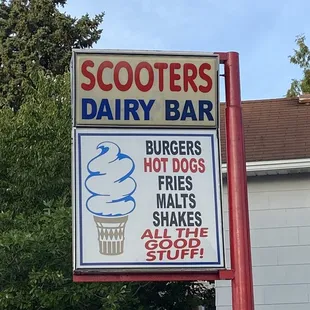 SCOOTERS
DAIRY BAR
BURGERS
HOT DOGS
FRIES
MALTS
SHAKES
ALL THE
GOOD
STUFF!